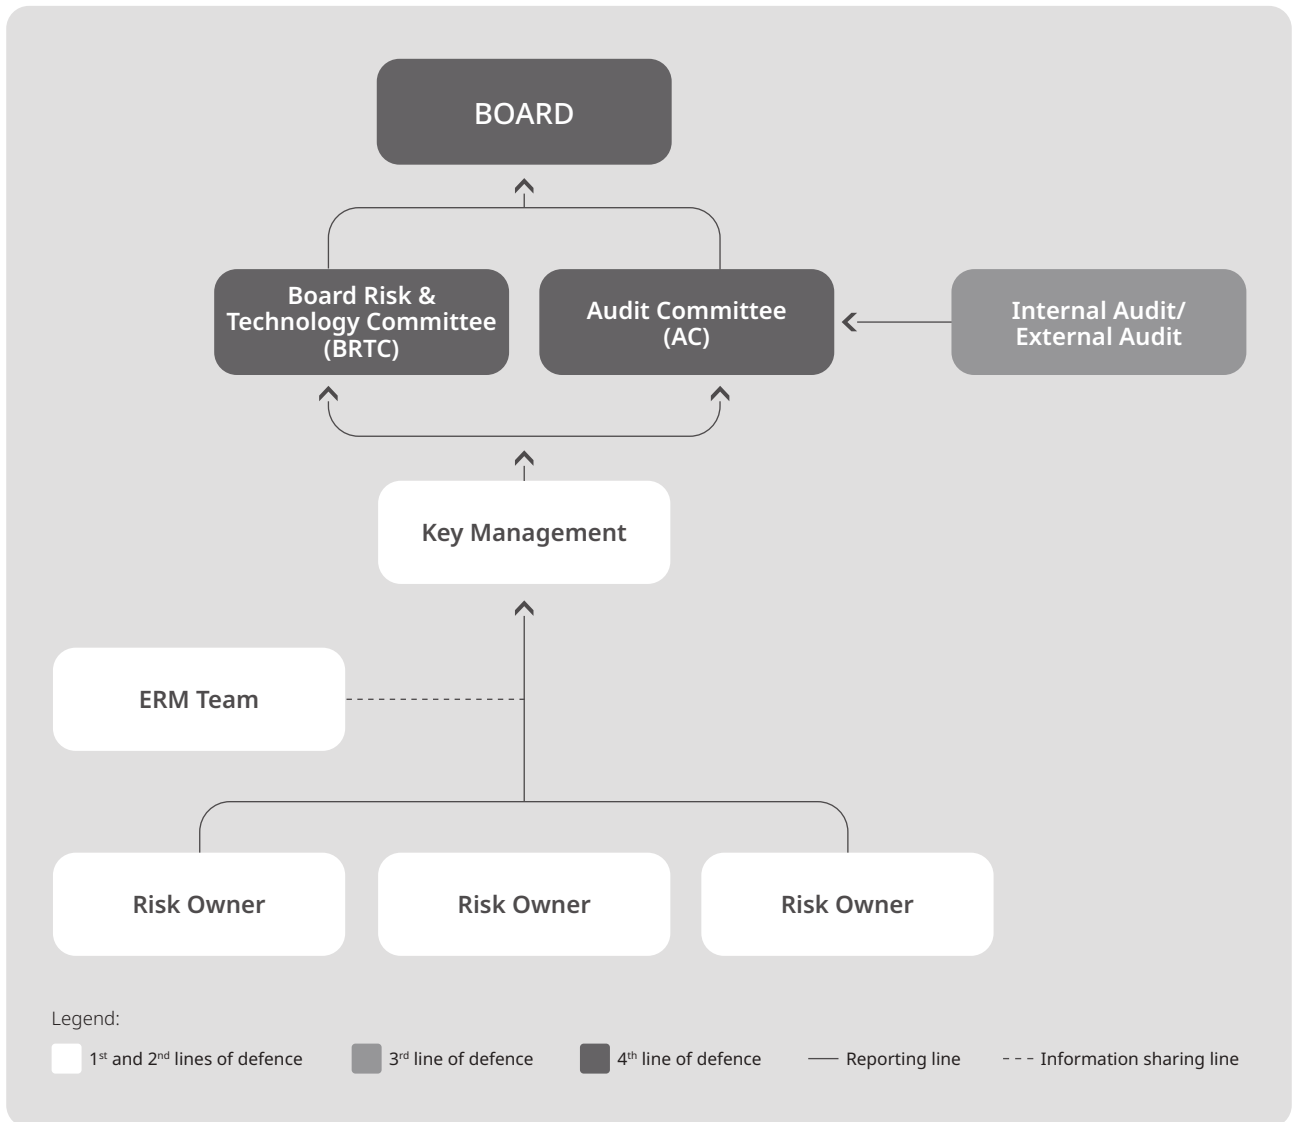 BOARD
Board Risk &
Technology Committee
(BRTC)
Audit Committee
(AC)
Internal Audit/
External Audit
Key Management
ERM Team
Risk Owner
Risk Owner
Risk Owner
Legend:
1st and 2nd lines of defence
3rd line of defence
4th line of defence
Reporting line
Information sharing line